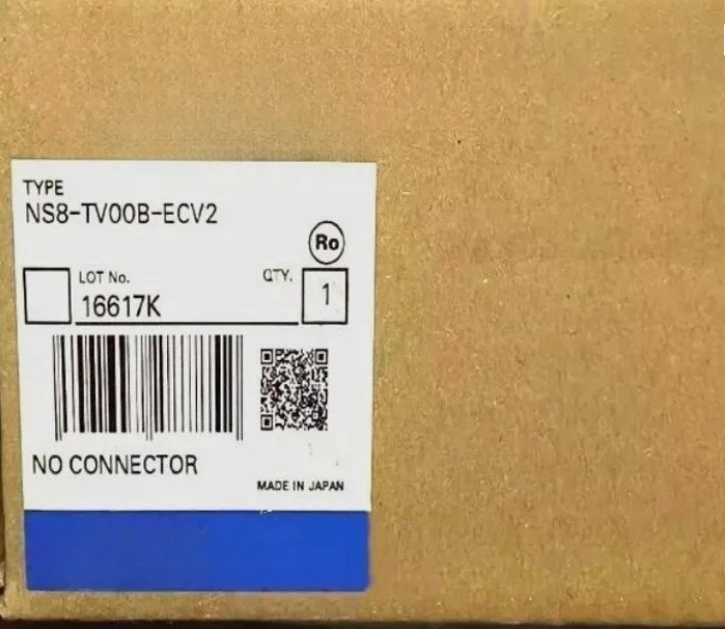 TYPE
NS8-TV00B-ECV2
Ro
LOT No.
QTY.
16617K
1
NO CONNECTOR
MADE IN JAPAN